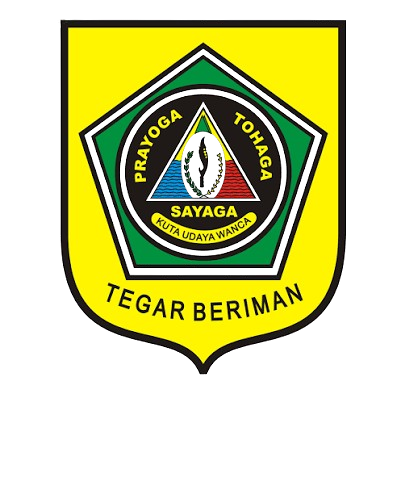 PRAYOGA
TOHAGA
SAYAGA
KUTA UDAYA WANCA
TEGAR BERIMAN